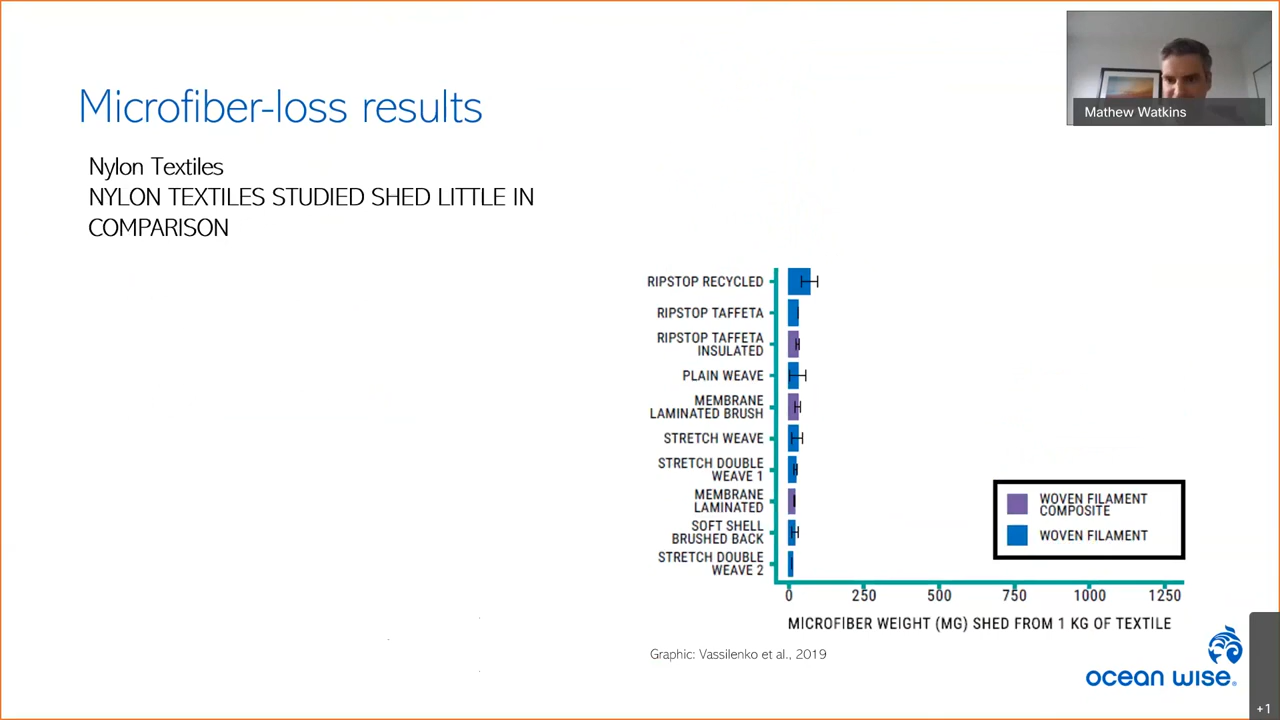 Mathew Watkins
Microfiber-loss results
Nylon Textiles
NYLON TEXTILES STUDIED SHED LITTLE IN
COMPARISON
RIPSTOP RECYCLED
RIPSTOP TAFFETA
RIPSTOP TAFFETA
INSULATED
PLAIN WEAVE
MEMBRANE
LAMINATED BRUSH
STRETCH WEAVE
STRETCH DOUBLE
WEAVE 1
MEMBRANE
LAMINATED
SOFT SHELL
BRUSHED BACK
STRETCH DOUBLE
WEAVE 2
WOVEN FILAMENT
COMPOSITE
WOVEN FILAMENT
0 250 500 750 1000 1250
MICROFIBER WEIGHT (MG) SHED FROM 1 KG OF TEXTILE
Graphic: Vassilenko et al., 2019
ocean wise.
+1